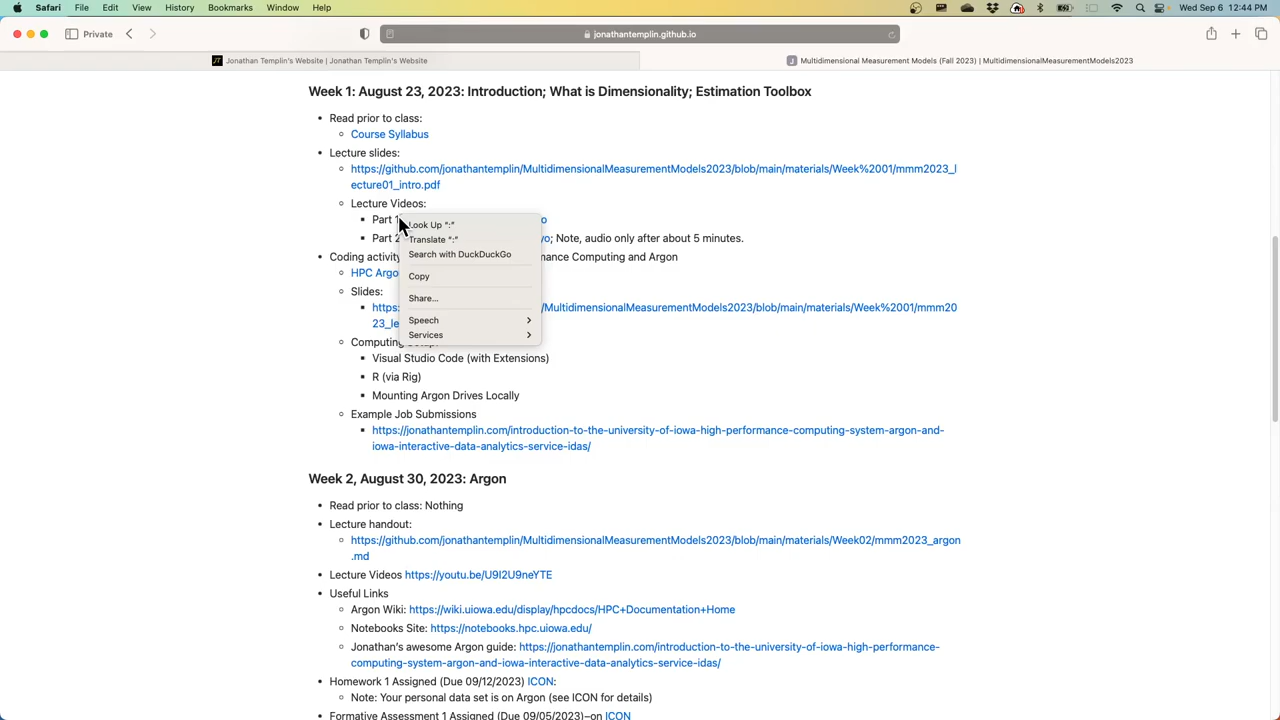 Safari File Edit View History Bookmarks Window Help Wed Sep 6 12:44 PM
Private jonathantemplin.github.io
Jonathan Templin's Website | Jonathan Templin's Website Multidimensional Measurement Models (Fall 2023) | MultidimensionalMeasurementModels2023
Week 1: August 23, 2023: Introduction; What is Dimensionality; Estimation Toolbox
• Read prior to class:
Course Syllabus
• Lecture slides:
https://github.com/jonathantemplin/MultidimensionalMeasurementModels2023/blob/main/materials/Week%2001/mmm2023_l
ecture01_intro.pdf
Lecture Videos:
Part 1
Part 2 yo; Note, audio only after about 5 minutes.
Look Up ":"
Translate ":"
Search with DuckDuckGo
Copy
Share...
Speech
Services
• Coding activity mance Computing and Argon
HPC Argo
Slides:
https: /MultidimensionalMeasurementModels2023/blob/main/materials/Week%2001/mmm20
23_le
Computing
Visual Studio Code (with Extensions)
R (via Rig)
Mounting Argon Drives Locally
Example Job Submissions
https://jonathantemplin.com/introduction-to-the-university-of-iowa-high-performance-computing-system-argon-and-
iowa-interactive-data-analytics-service-idas/
Week 2, August 30, 2023: Argon
• Read prior to class: Nothing
• Lecture handout:
https://github.com/jonathantemplin/MultidimensionalMeasurementModels2023/blob/main/materials/Week02/mmm2023_argon
.md
• Lecture Videos https://youtu.be/U9I2U9neYTE
• Useful Links
Argon Wiki: https://wiki.uiowa.edu/display/hpcdocs/HPC+Documentation+Home
Notebooks Site: https://notebooks.hpc.uiowa.edu/
Jonathan's awesome Argon guide: https://jonathantemplin.com/introduction-to-the-university-of-iowa-high-performance-
computing-system-argon-and-iowa-interactive-data-analytics-service-idas/
• Homework 1 Assigned (Due 09/12/2023) ICON:
Note: Your personal data set is on Argon (see ICON for details)
• Formative Assessment 1 Assigned (Due 09/05/2023)–on ICON